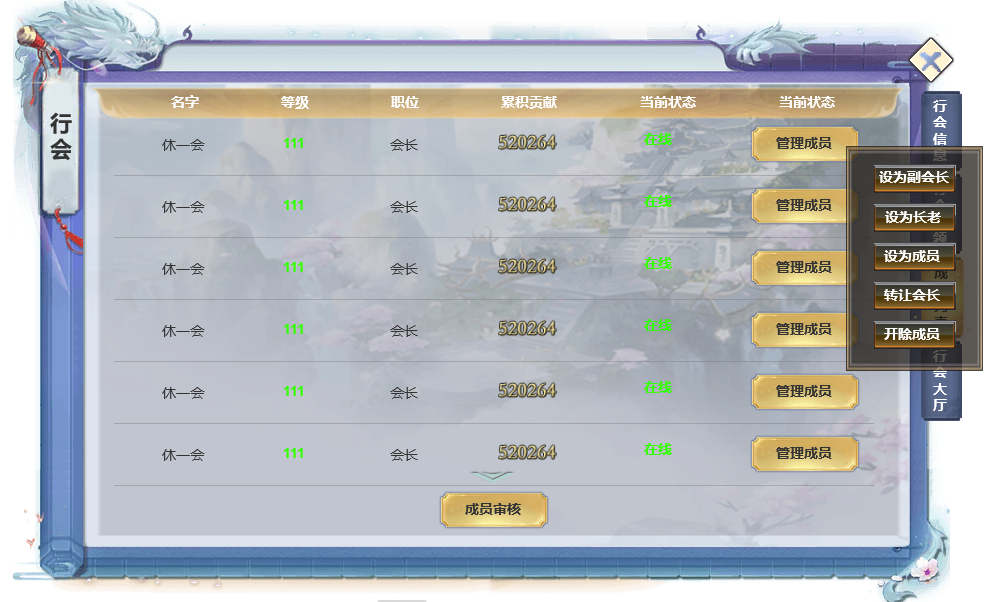 行会
名字 等级 职位 累积贡献 当前状态 当前状态
休一会 111 会长 520264 在线 管理成员
休一会 111 会长 520264 在线 管理成员
休一会 111 会长 520264 在线 管理成员
休一会 111 会长 520264 在线 管理成员
休一会 111 会长 520264 在线 管理成员
休一会 111 会长 520264 在线 管理成员
成员审核
行会信息
设为副会长
设为长老
设为成员
转让会长
开除成员
行会大厅